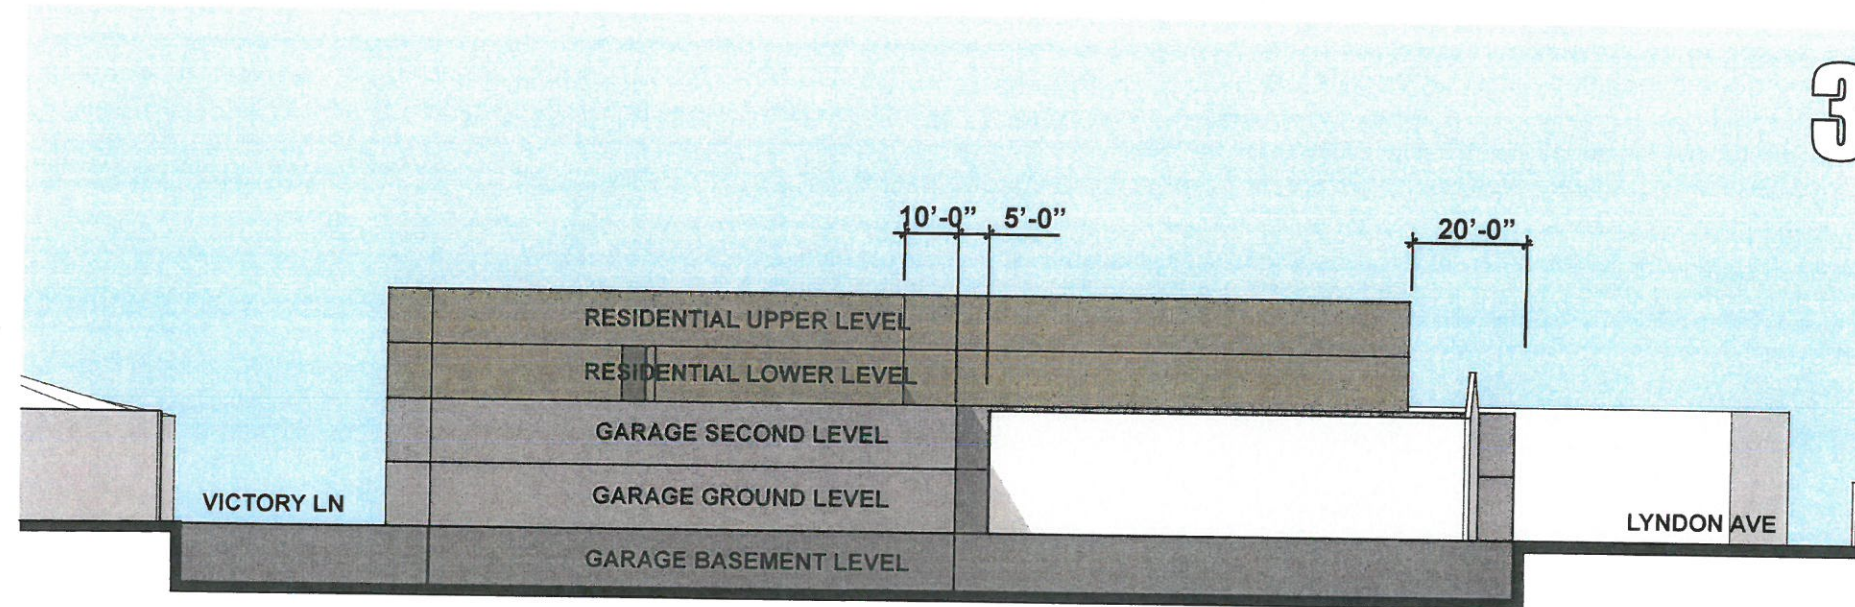 3
10'-0" 5'-0"
20'-0"
RESIDENTIAL UPPER LEVEL
RESIDENTIAL LOWER LEVEL
GARAGE SECOND LEVEL
GARAGE GROUND LEVEL
VICTORY LN
LYNDON AVE
GARAGE BASEMENT LEVEL